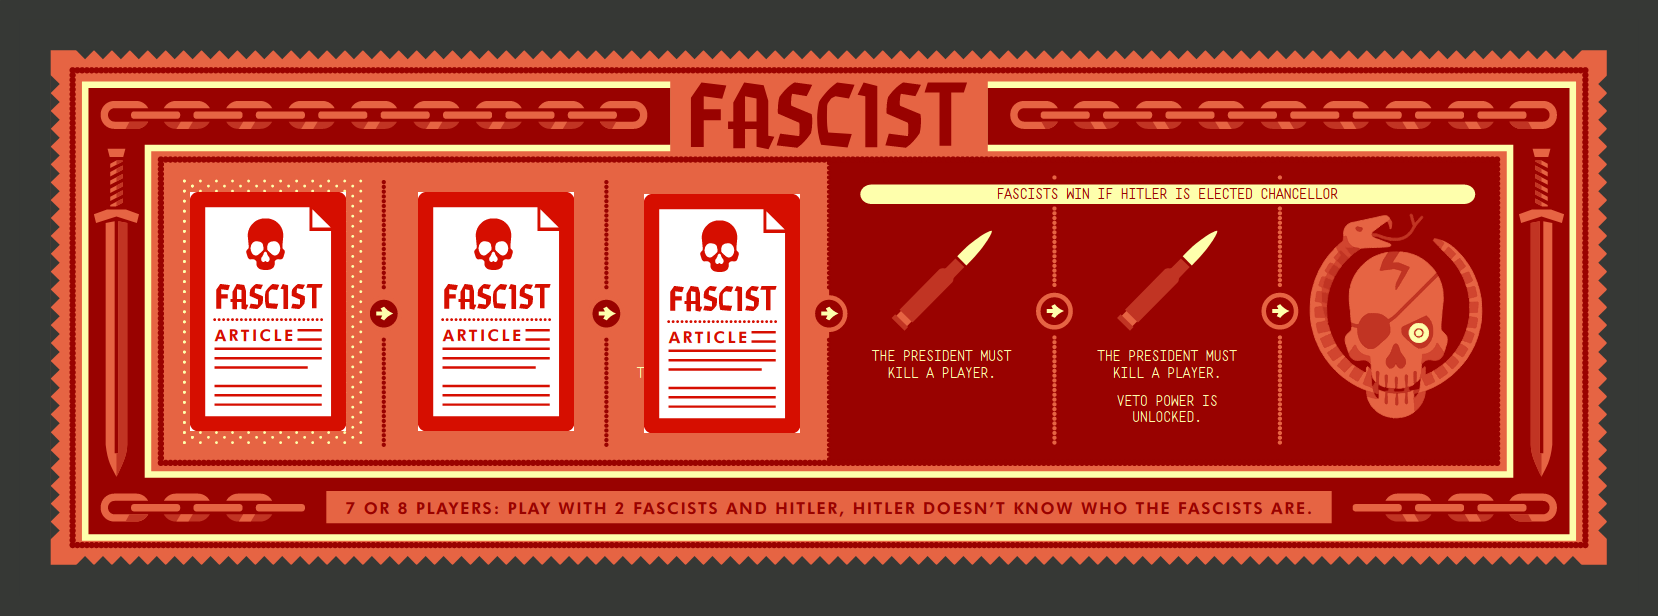 FASCIST
FASCISTS WIN IF HITLER IS ELECTED CHANCELLOR
FASCIST
ARTICLE
FASCIST
ARTICLE
T
FASCIST
ARTICLE
THE PRESIDENT MUST
KILL A PLAYER.
THE PRESIDENT MUST
KILL A PLAYER.
VETO POWER IS
UNLOCKED.
7 OR 8 PLAYERS: PLAY WITH 2 FASCISTS AND HITLER, HITLER DOESN'T KNOW WHO THE FASCISTS ARE.